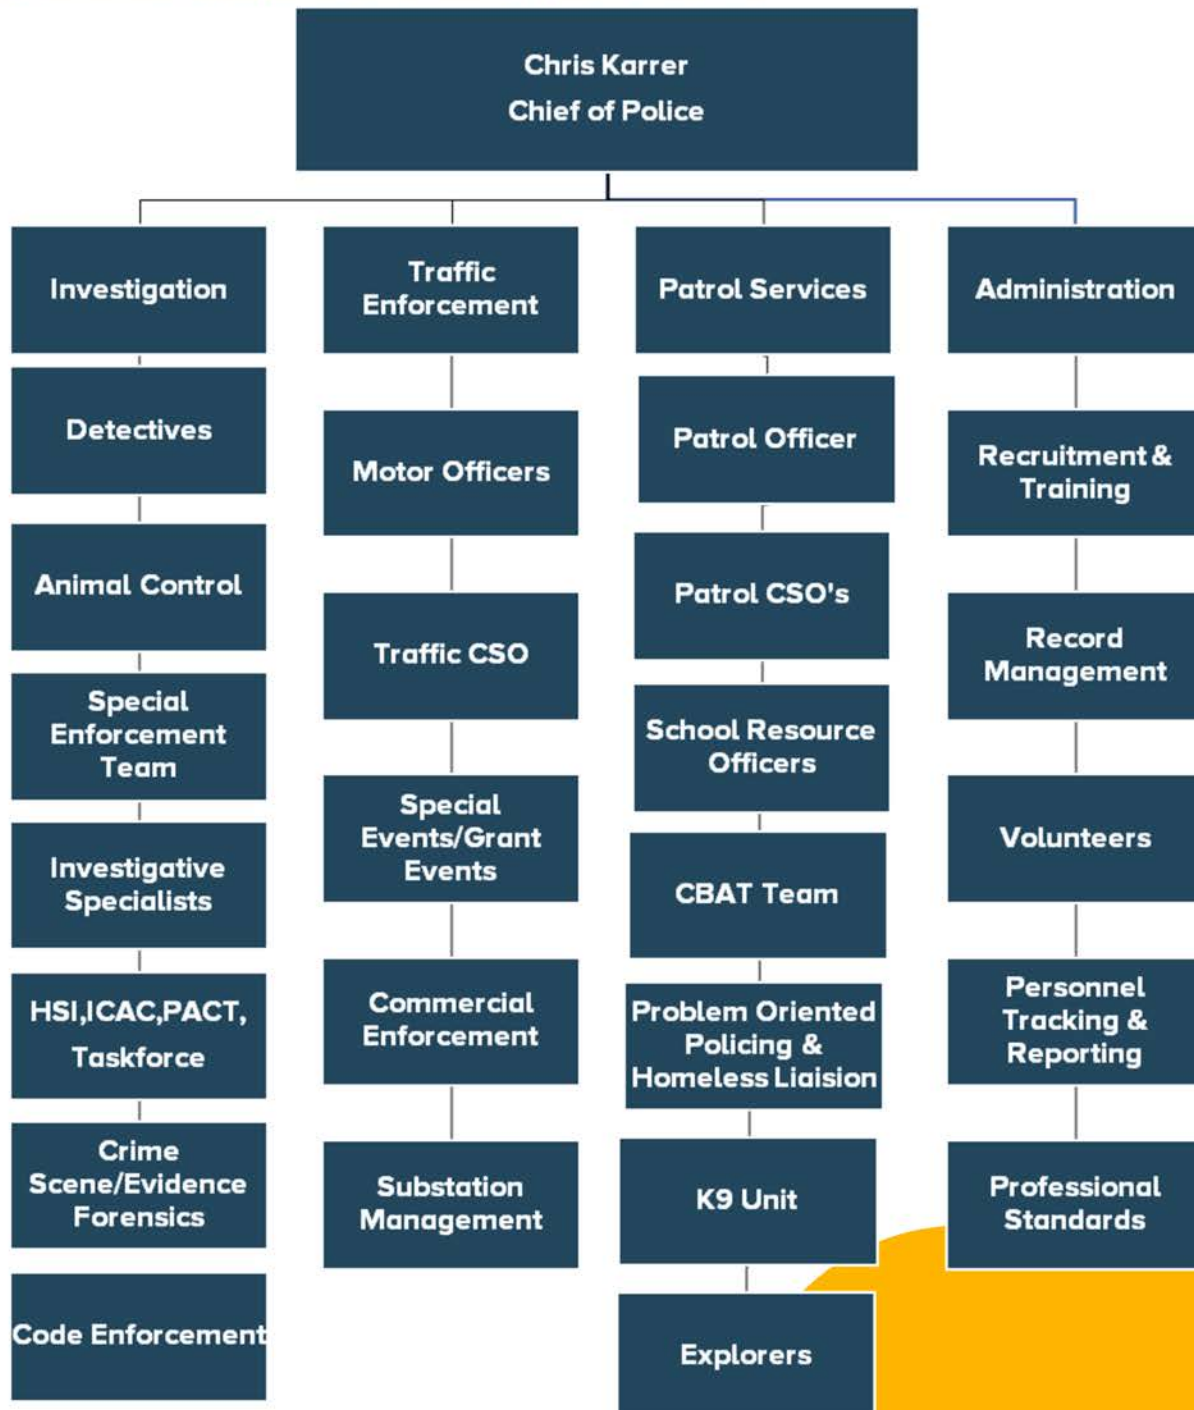 Chris Karrer
Chief of Police
Investigation
Detectives
Animal Control
Special
Enforcement
Team
Investigative
Specialists
HSI,ICAC,PACT,
Taskforce
Crime
Scene/Evidence
Forensics
Code Enforcement
Traffic
Enforcement
Motor Officers
Traffic CSO
Special
Events/Grant
Events
Commercial
Enforcement
Substation
Management
Patrol Services
Patrol Officer
Patrol CSO's
School Resource
Officers
CBAT Team
Problem Oriented
Policing &
Homeless Liaision
K9 Unit
Explorers
Administration
Recruitment &
Training
Record
Management
Volunteers
Personnel
Tracking &
Reporting
Professional
Standards